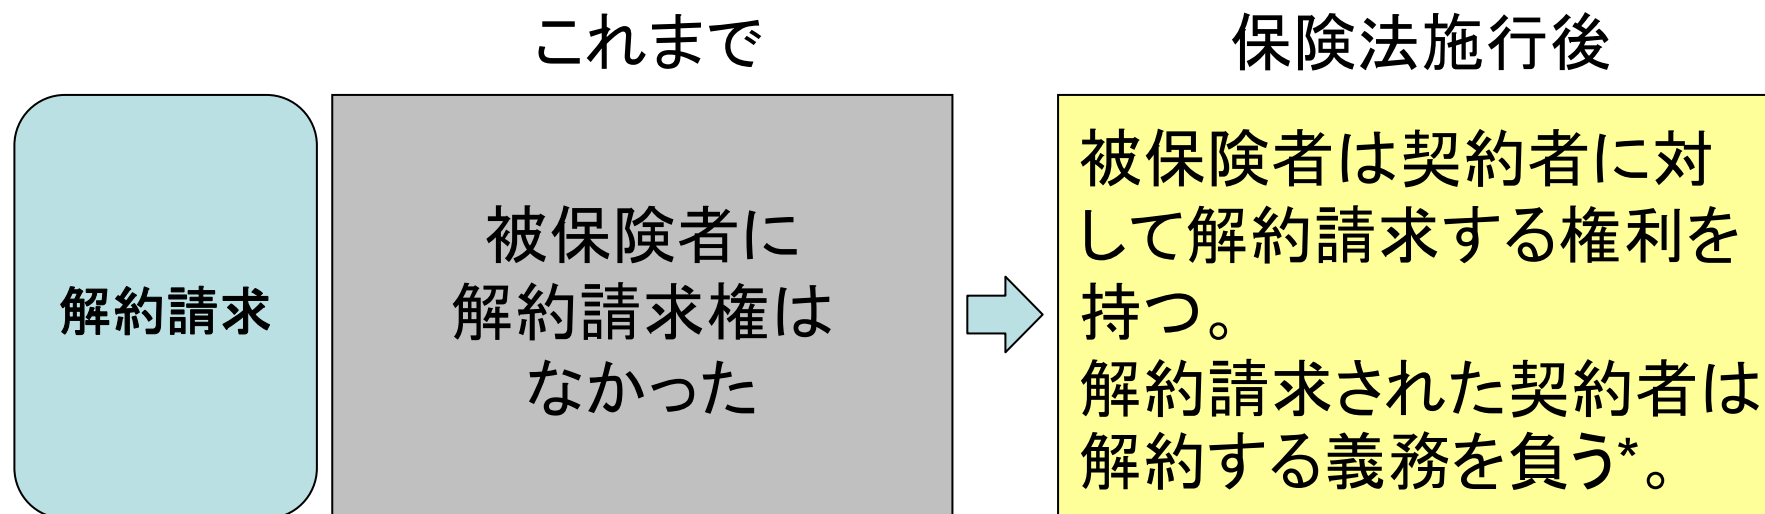 これまで
保険法施行後
解約請求
被保険者に
解約請求権は
なかった
被保険者は契約者に対
して解約請求する権利を
持つ。
解約請求された契約者は
解約する義務を負う*。